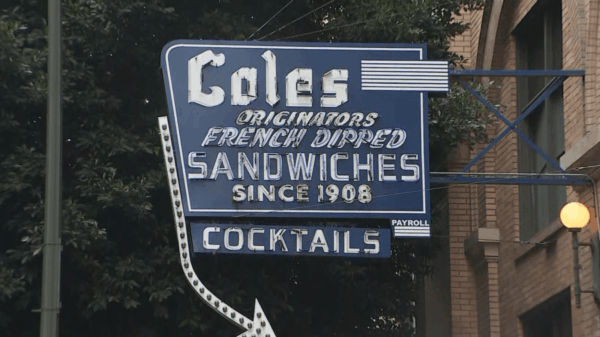 Coles
ORIGINATORS
FRENCH DIPPED
SANDWICHES
SINCE 1908
PAYROLL
COCKTAILS